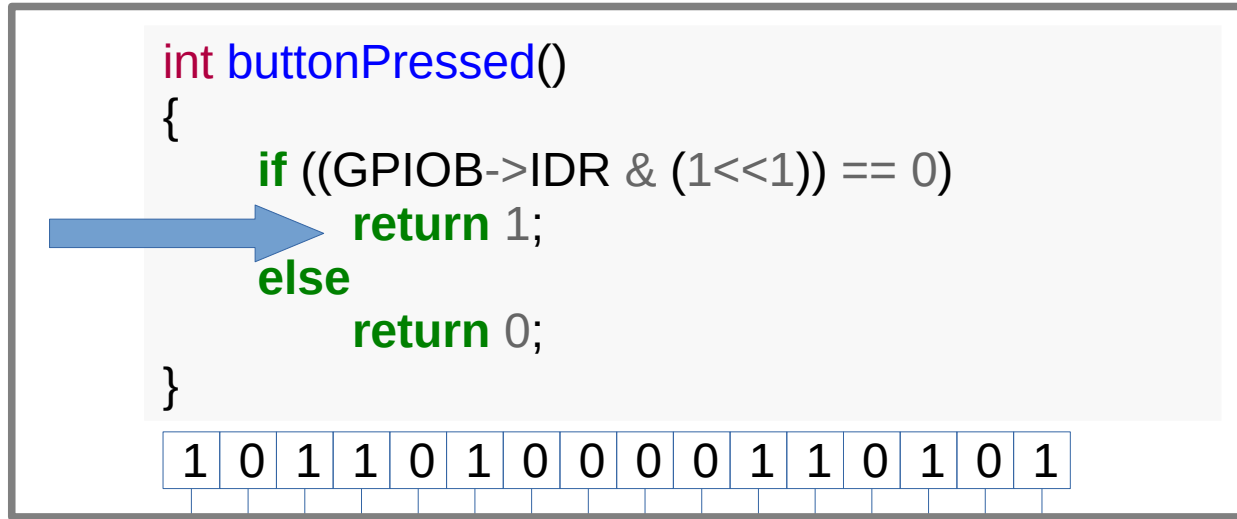 int buttonPressed()
{
if ((GPIOB->IDR & (1<<1)) == 0)
return 1;
else
return 0;
}
1 0 1 1 0 1 0 0 0 0 1 1 0 1 0 1